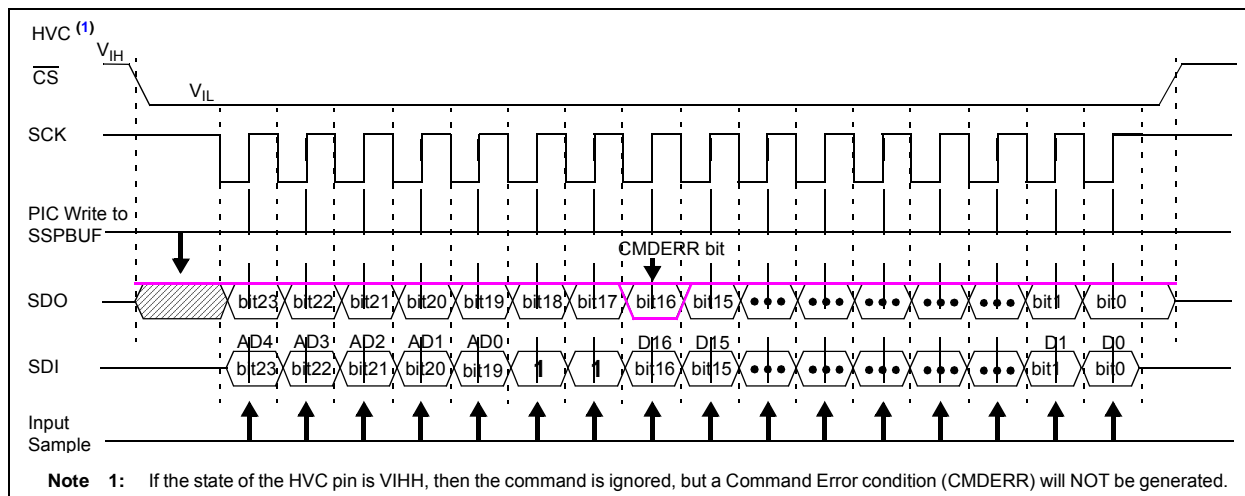 HVC (1)
VIH
CS
VIL
SCK
PIC Write to
SSPBUF
CMDERR bit
SDO
bit23 bit22 bit21 bit20 bit19 bit18 bit17 bit16 bit15 ••• ••• ••• ••• ••• bit1 bit0
AD4 AD3 AD2 AD1 AD0 D16 D15 D1 D0
SDI
bit23 bit22 bit21 bit20 bit19 1 1 bit16 bit15 ••• ••• ••• ••• ••• bit1 bit0
Input
Sample
Note 1: If the state of the HVC pin is VIHH, then the command is ignored, but a Command Error condition (CMDERR) will NOT be generated.